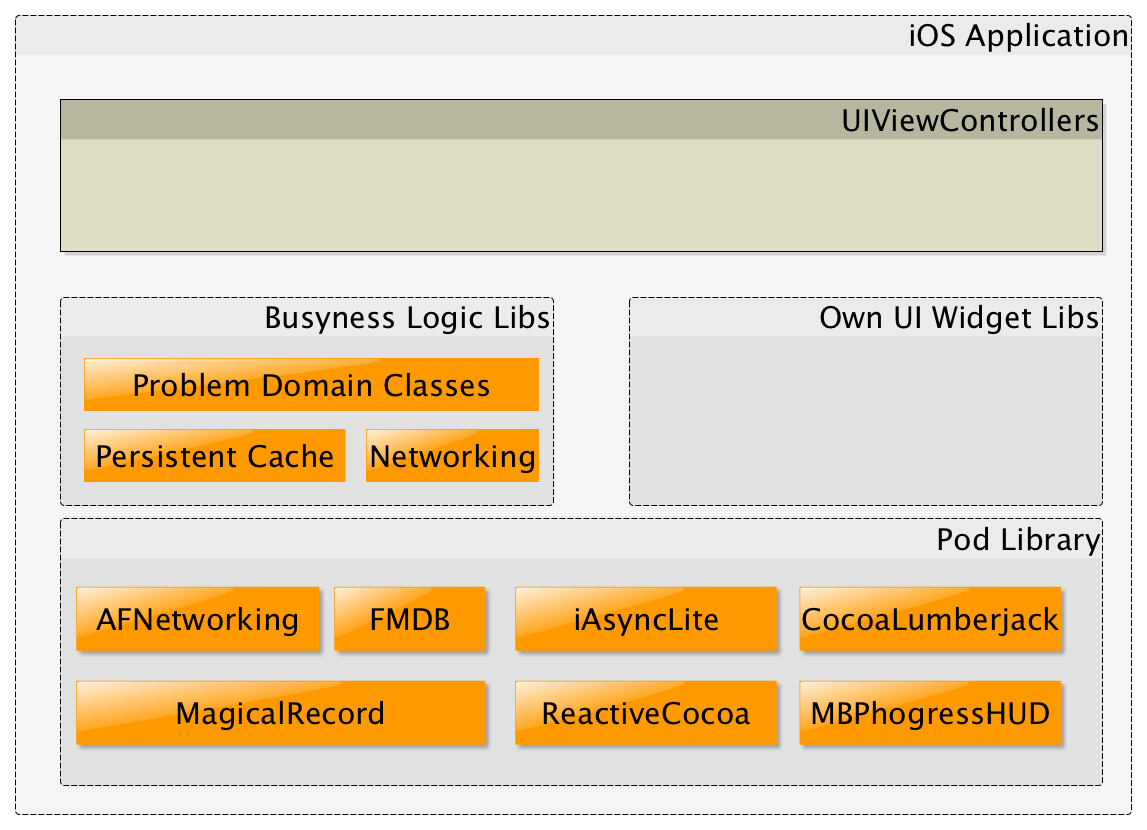 iOS Application
UIViewControllers
Busyness Logic Libs
Problem Domain Classes
Persistent Cache
Networking
Own UI Widget Libs
Pod Library
AFNetworking
FMDB
iAsyncLite
CocoaLumberjack
MagicalRecord
ReactiveCocoa
MBPhogressHUD